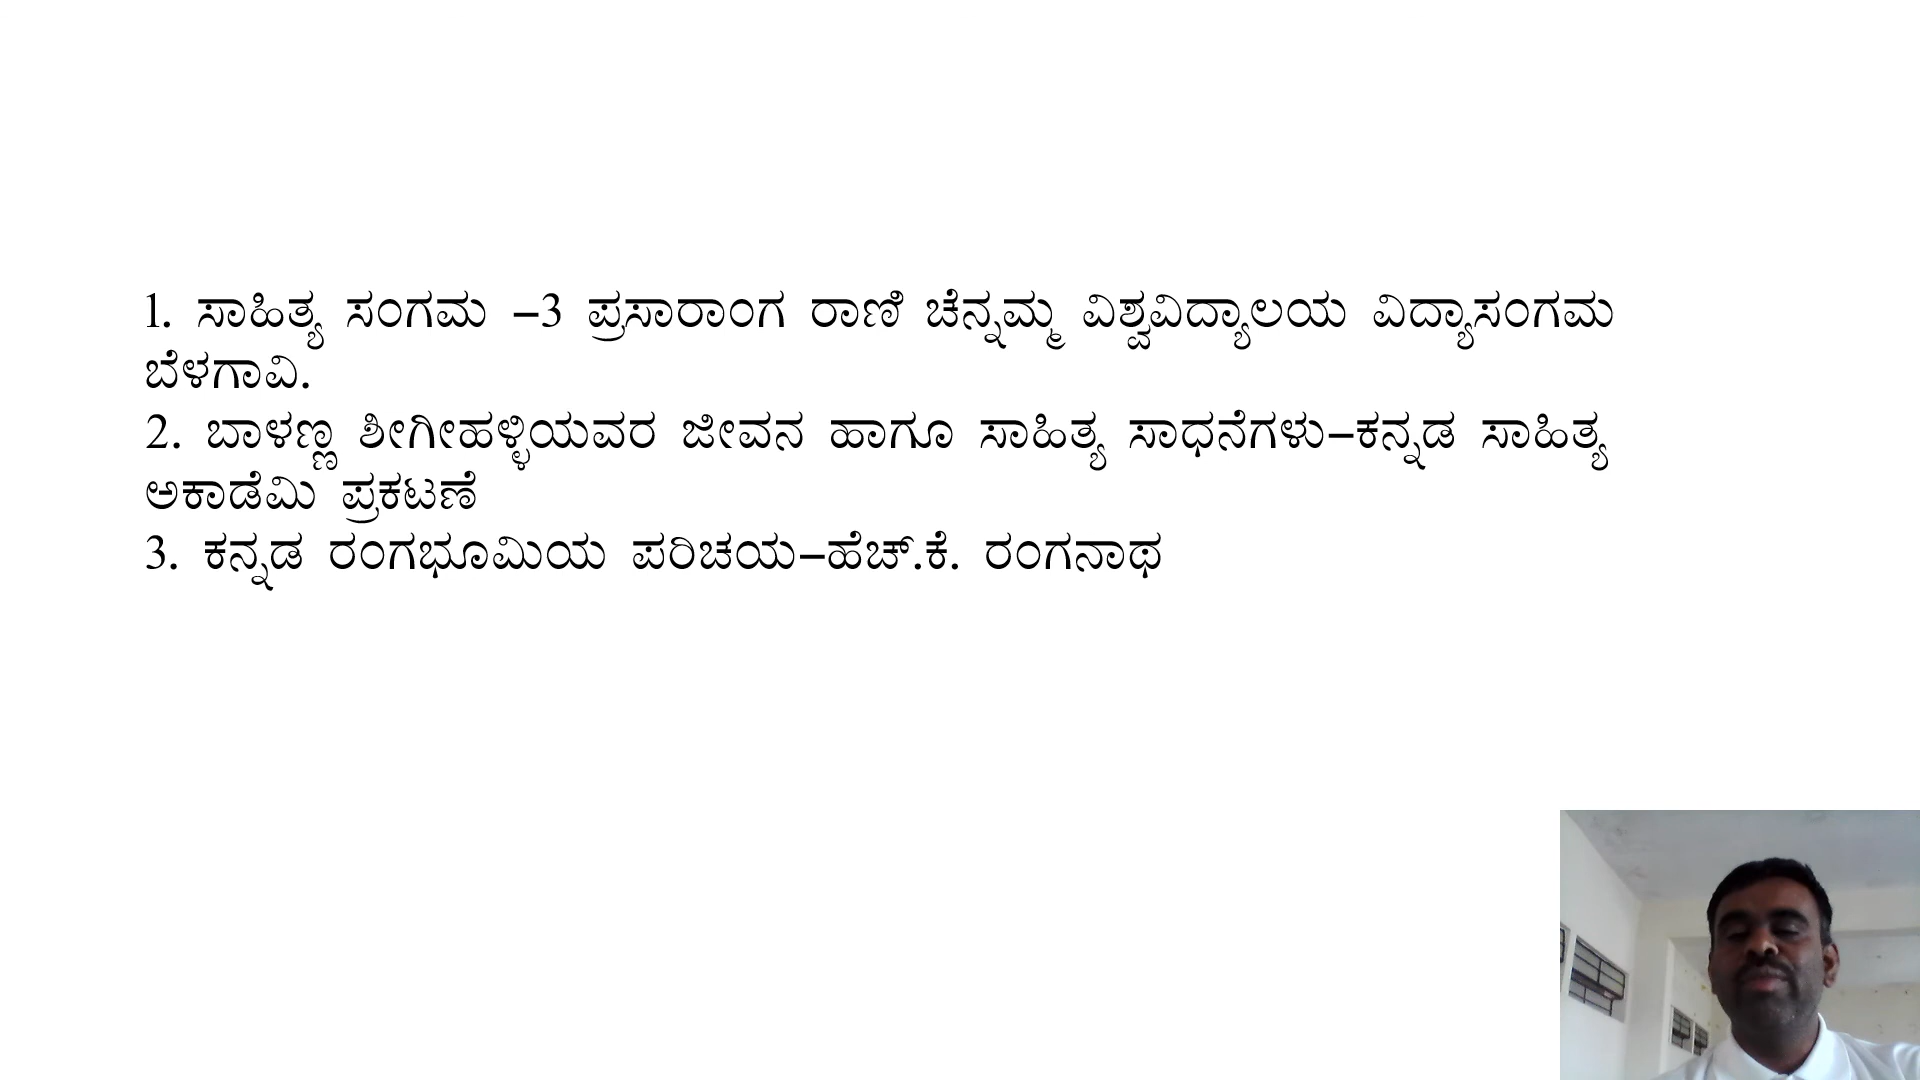 1. ಸಾಹಿತ್ಯ ಸಂಗಮ –3 ಪ್ರಸಾರಾಂಗ ರಾಣಿ ಚೆನ್ನಮ್ಮ ವಿಶ್ವವಿದ್ಯಾಲಯ ವಿದ್ಯಾಸಂಗಮ
ಬೆಳಗಾವಿ.
2. ಬಾಳಣ್ಣ ಶೀಗೀಹಳ್ಳಿಯವರ ಜೀವನ ಹಾಗೂ ಸಾಹಿತ್ಯ ಸಾಧನೆಗಳು–ಕನ್ನಡ ಸಾಹಿತ್ಯ
ಅಕಾಡೆಮಿ ಪ್ರಕಟಣೆ
3. ಕನ್ನಡ ರಂಗಭೂಮಿಯ ಪರಿಚಯ–ಹೆಚ್.ಕೆ. ರಂಗನಾಥ